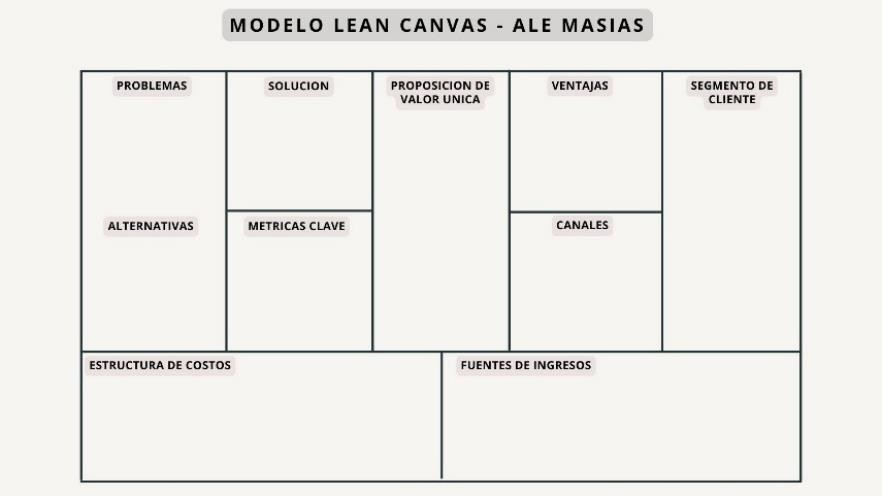 MODELO LEAN CANVAS - ALE MASIAS
PROBLEMAS
ALTERNATIVAS
SOLUCION
METRICAS CLAVE
PROPOSICION DE
VALOR UNICA
VENTAJAS
CANALES
SEGMENTO DE
CLIENTE
ESTRUCTURA DE COSTOS
FUENTES DE INGRESOS